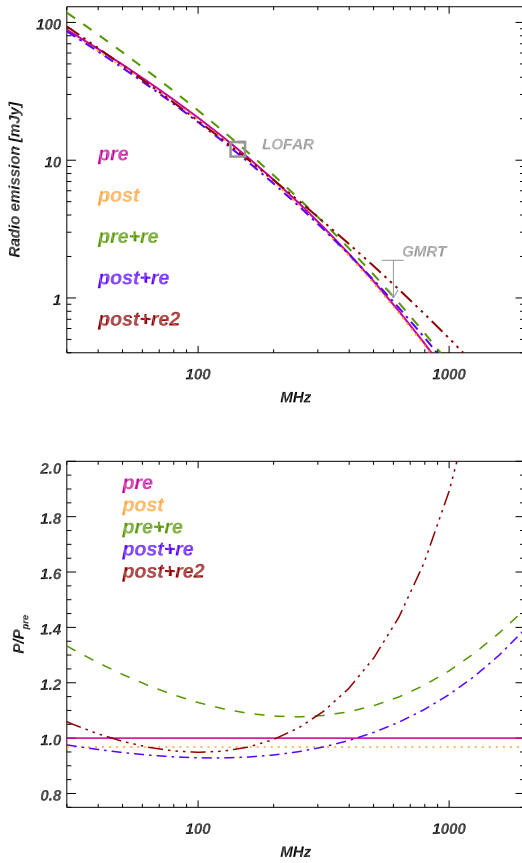 100
10
1
Radio emission [mJy]
LOFAR
GMRT
pre
post
pre+re
post+re
post+re2
100
1000
MHz
2.0
1.8
1.6
1.4
1.2
1.0
0.8
P/Ppre
pre
post
pre+re
post+re
post+re2
100
1000
MHz